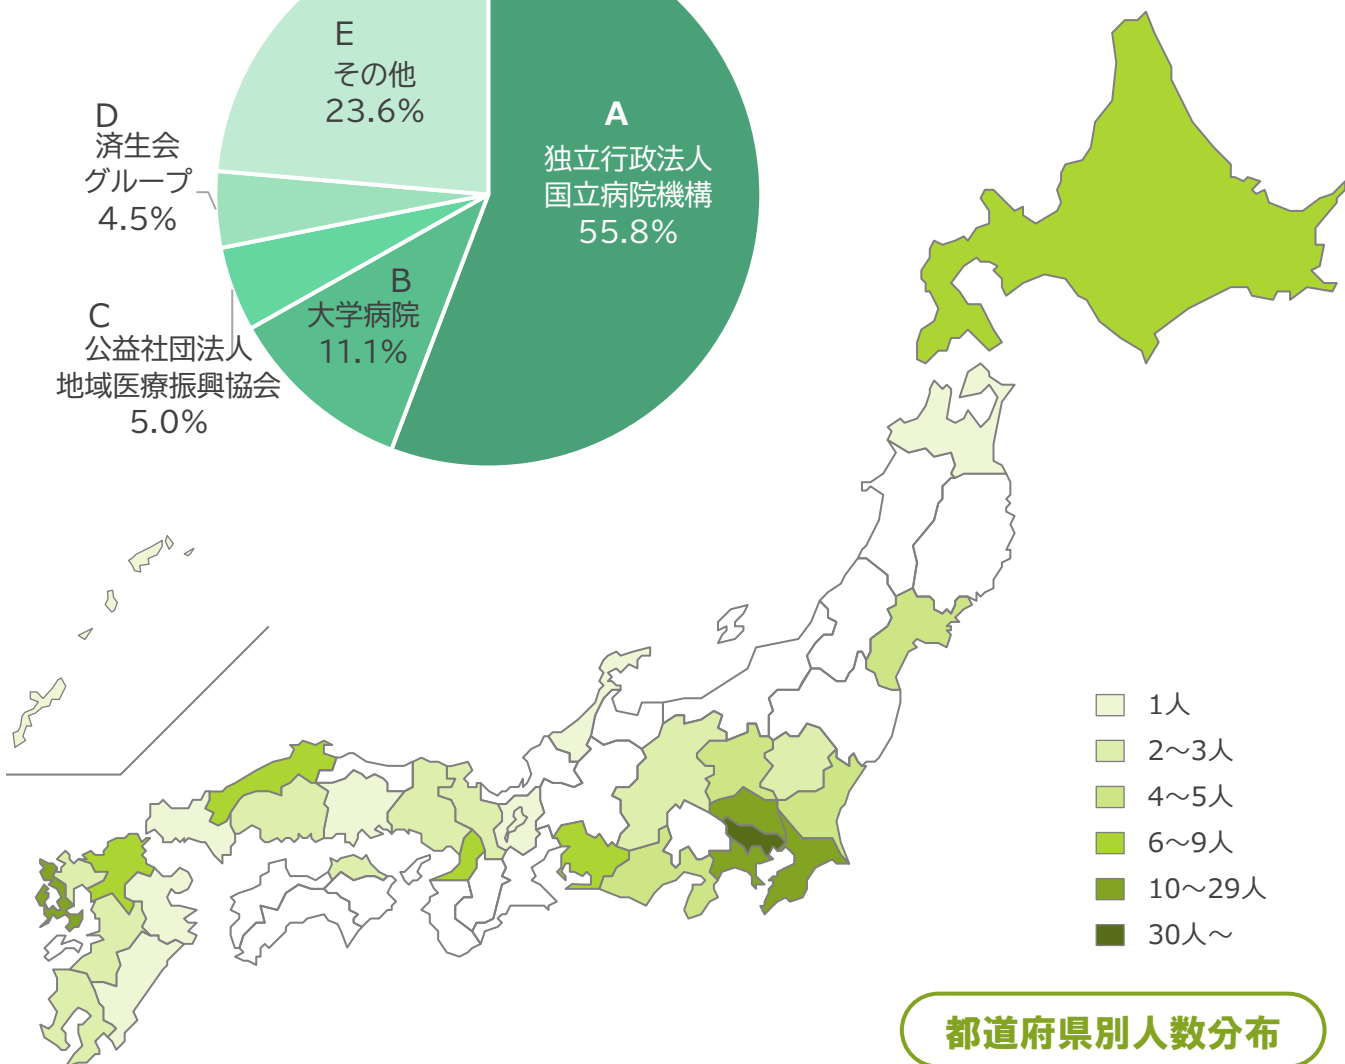 E
その他
23.6%
A
独立行政法人
国立病院機構
55.8%
D
済生会
グループ
4.5%
B
大学病院
11.1%
C
公益社団法人
地域医療振興協会
5.0%
1人
2～3人
4～5人
6～9人
10～29人
30人～
都道府県別人数分布